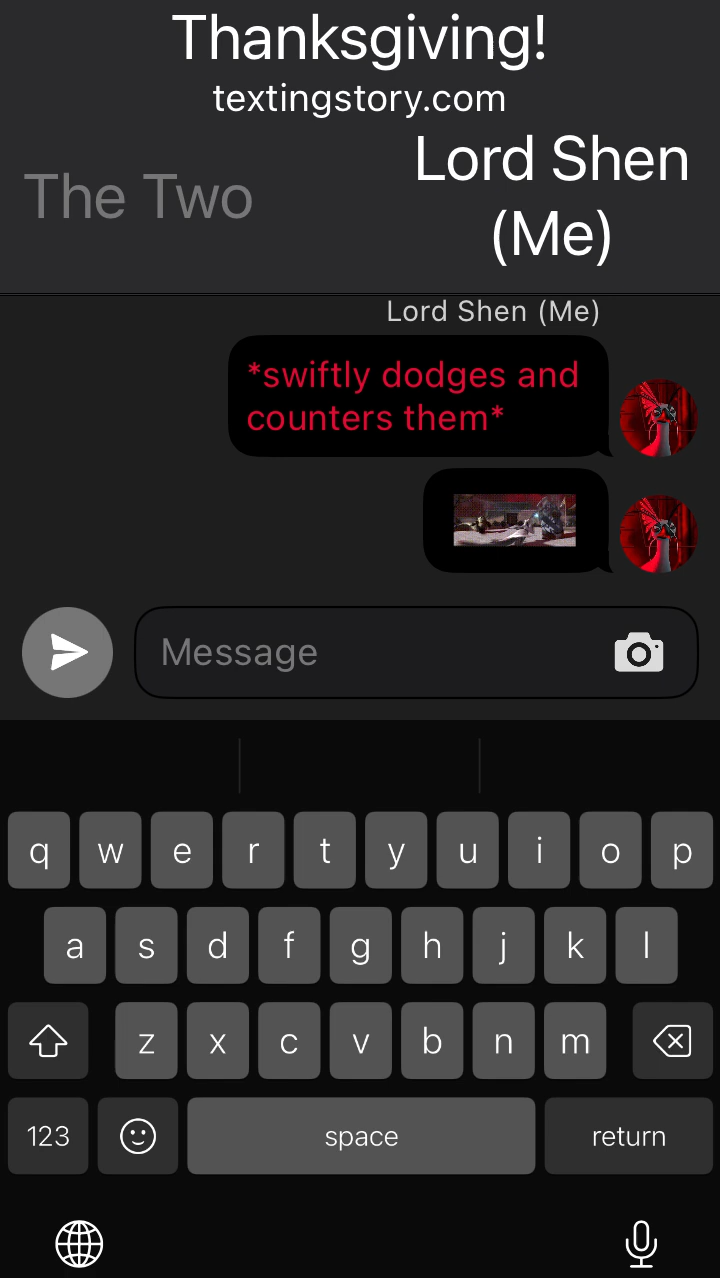 Thanksgiving!
textingstory.com
The Two
Lord Shen
(Me)
Lord Shen (Me)
*swiftly dodges and
counters them*
Message
q w e r t y u i o p
a s d f g h j k l
z x c v b n m
123 space return